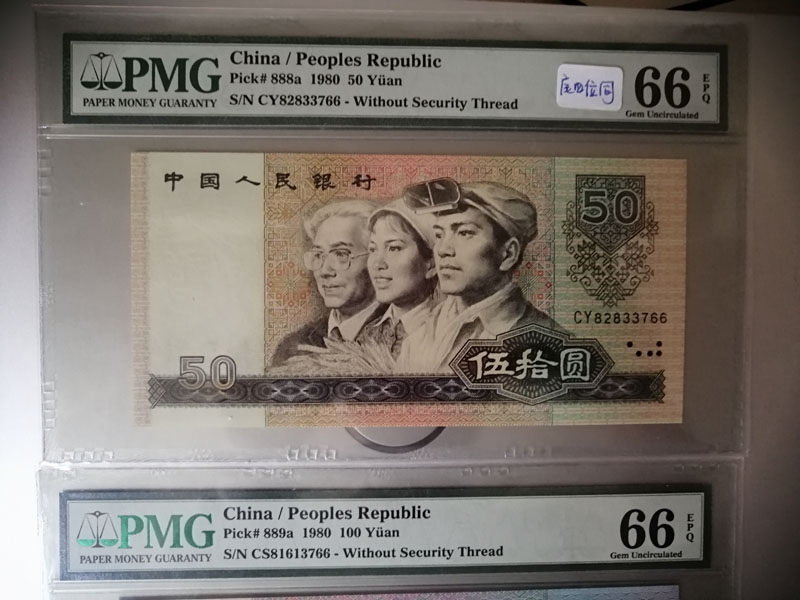 PMG
PAPER MONEY GUARANTY
China / Peoples Republic
Pick# 888a 1980 50 Yüan
S/N CY82833766 - Without Security Thread
位同
66 EPQ
Gem Uncirculated
中国人民银行
50
CY82833766
50
伍拾圆
PMG
PAPER MONEY GUARANTY
China / Peoples Republic
Pick# 889a 1980 100 Yüan
S/N CS81613766 - Without Security Thread
66 EPQ
Gem Uncirculated